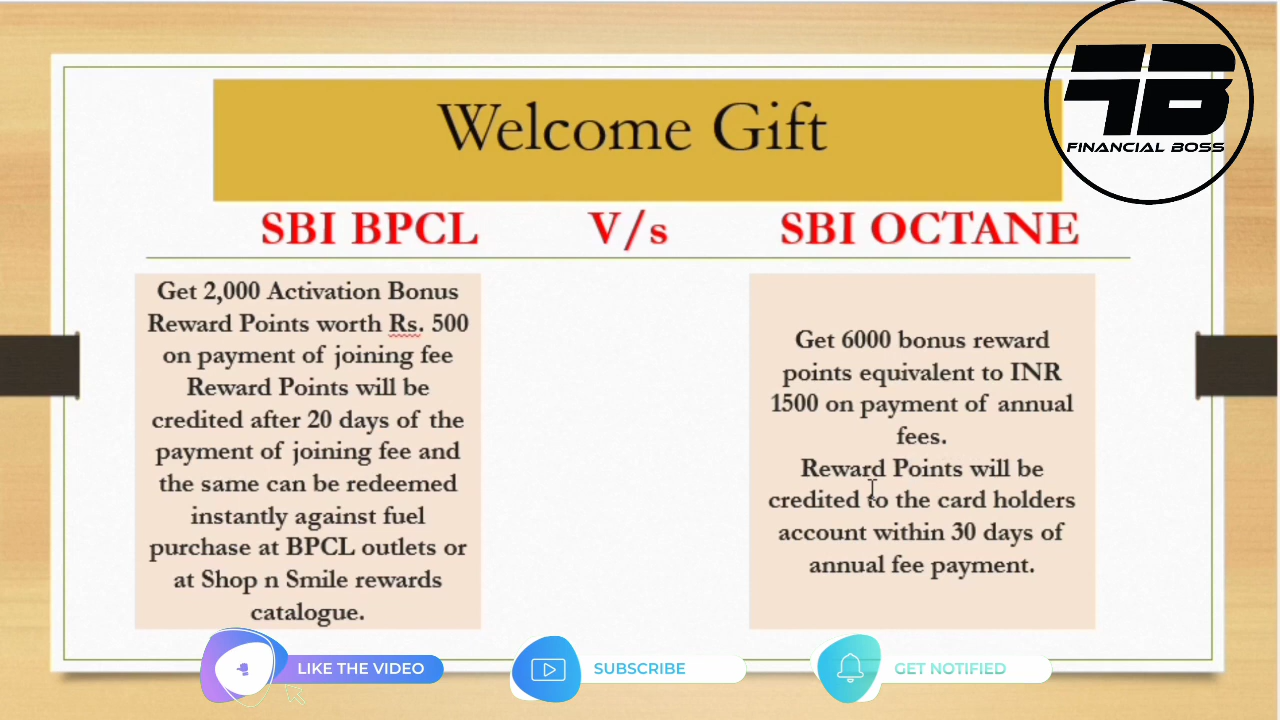 Welcome Gift
FINANCIAL BOSS
SBI BPCL V/s SBI OCTANE
Get 2,000 Activation Bonus
Reward Points worth Rs. 500
on payment of joining fee
Reward Points will be
credited after 20 days of the
payment of joining fee and
the same can be redeemed
instantly against fuel
purchase at BPCL outlets or
at Shop n Smile rewards
catalogue.
Get 6000 bonus reward
points equivalent to INR
1500 on payment of annual
fees.
Reward Points will be
credited to the card holders
account within 30 days of
annual fee payment.
LIKE THE VIDEO
SUBSCRIBE
GET NOTIFIED